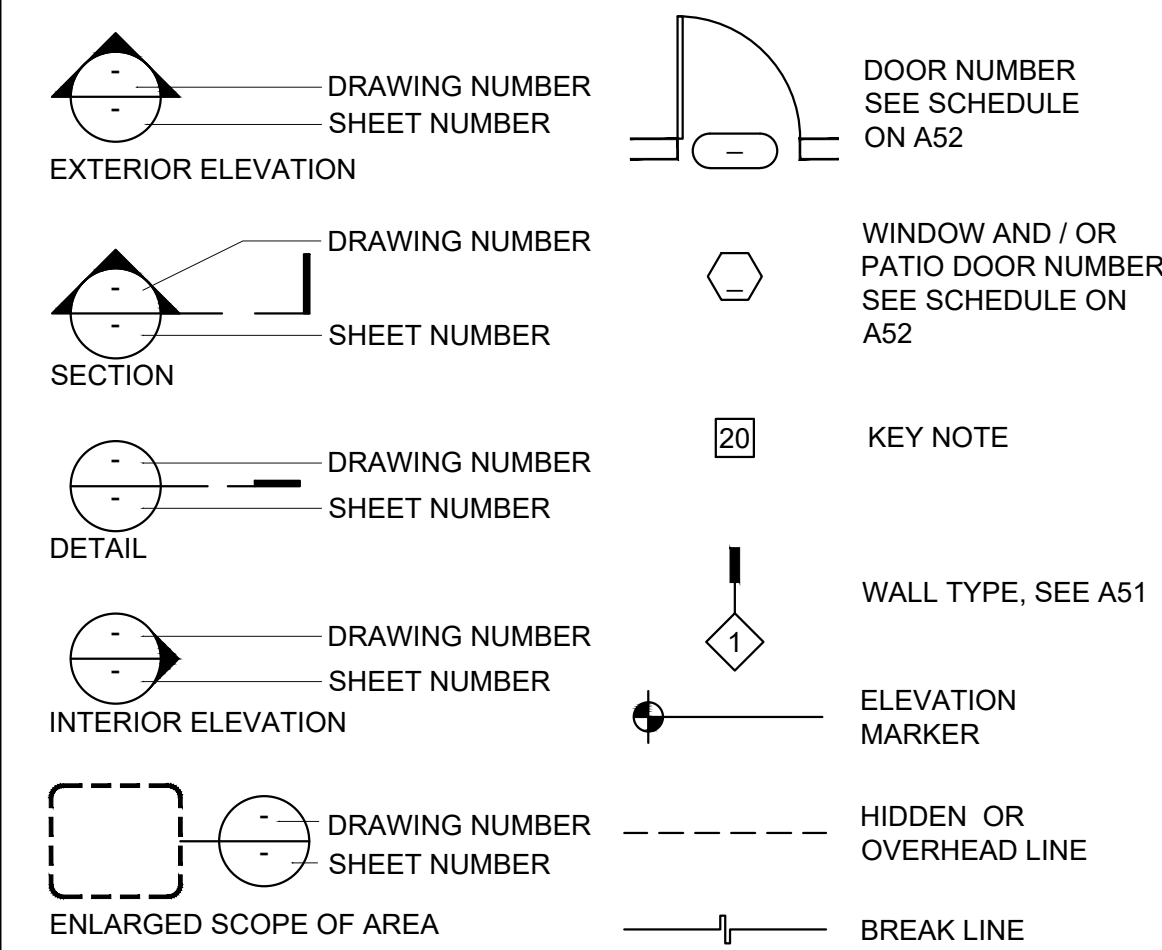 -
-
DRAWING NUMBER
SHEET NUMBER
EXTERIOR ELEVATION
-
-
DRAWING NUMBER
SHEET NUMBER
SECTION
-
-
DRAWING NUMBER
SHEET NUMBER
DETAIL
-
-
DRAWING NUMBER
SHEET NUMBER
INTERIOR ELEVATION
-
-
DRAWING NUMBER
SHEET NUMBER
ENLARGED SCOPE OF AREA
–
DOOR NUMBER
SEE SCHEDULE
ON A52
–
WINDOW AND / OR
PATIO DOOR NUMBER
SEE SCHEDULE ON
A52
20
KEY NOTE
1
WALL TYPE, SEE A51
ELEVATION
MARKER
HIDDEN OR
OVERHEAD LINE
BREAK LINE